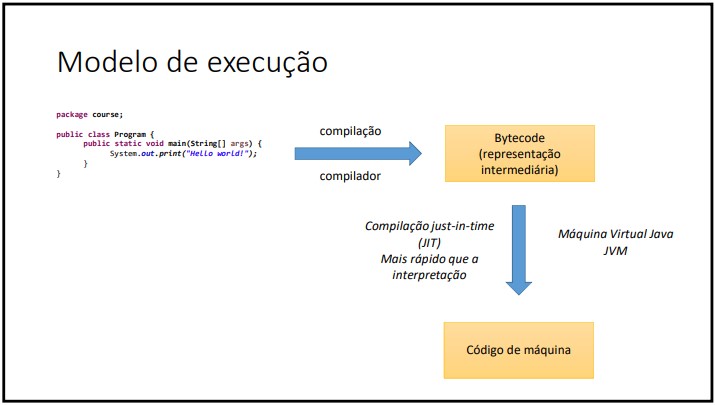 Modelo de execução
package course;
public class Program {
public static void main(String[] args) {
System.out.print("Hello world!");
}
}
compilação
compilador
Bytecode
(representação
intermediária)
Compilação just-in-time
(JIT)
Mais rápido que a
interpretação
Máquina Virtual Java
JVM
Código de máquina